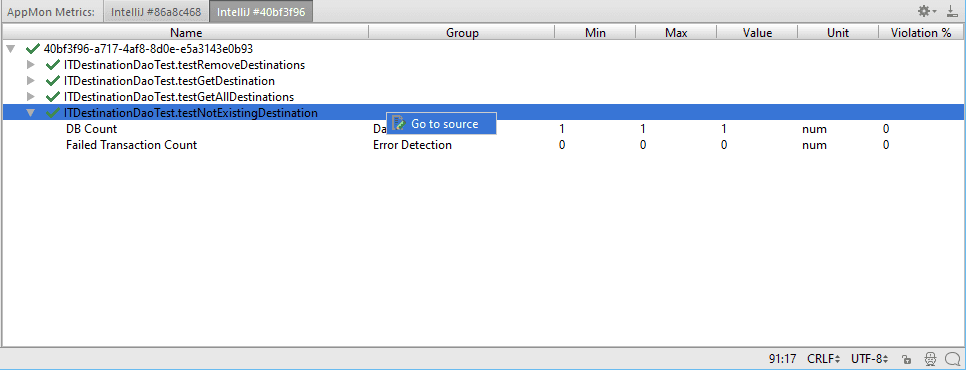 AppMon Metrics: IntelliJ #86a8c468 IntelliJ #40bf3f96
Name Group Min Max Value Unit Violation %
40bf3f96-a717-4af8-8d0e-e5a3143e0b93
ITDestinationDaoTest.testRemoveDestinations
ITDestinationDaoTest.testGetDestination
ITDestinationDaoTest.testGetAllDestinations
ITDestinationDaoTest.testNotExistingDestination
Go to source
DB Count Da 1 1 1 num 0
Failed Transaction Count Error Detection 0 0 0 num 0
91:17 CRLF UTF-8